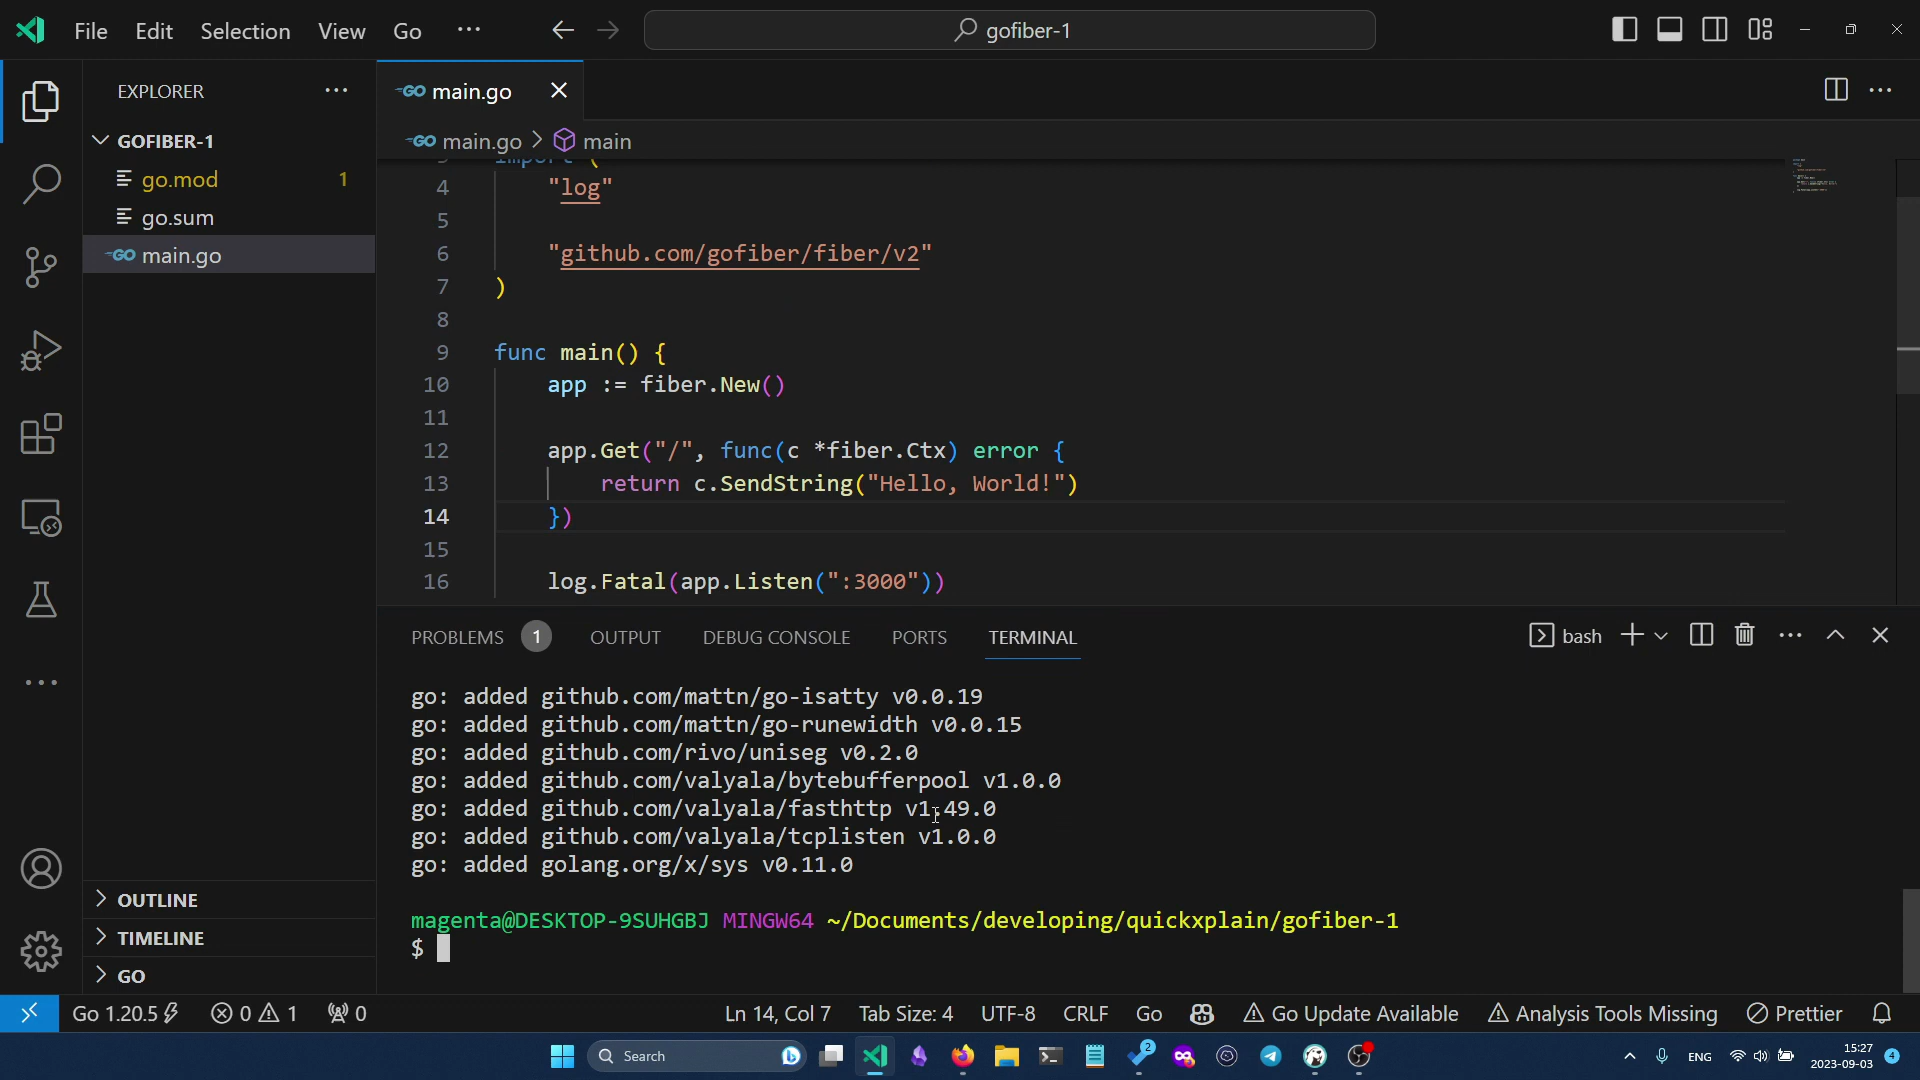 File Edit Selection View Go ··· gofiber-1
EXPLORER ···
GOFIBER-1
go.mod 1
go.sum
GO main.go
OUTLINE
TIMELINE
GO
GO main.go
GO main.go > main
3 import (
4 "log"
5
6 "github.com/gofiber/fiber/v2"
7 )
8
9 func main() {
10 app := fiber.New()
11
12 app.Get("/", func(c *fiber.Ctx) error {
13 return c.SendString("Hello, World!")
14 })
15
16 log.Fatal(app.Listen(":3000"))
PROBLEMS 1 OUTPUT DEBUG CONSOLE PORTS TERMINAL bash
go: added github.com/mattn/go-isatty v0.0.19
go: added github.com/mattn/go-runewidth v0.0.15
go: added github.com/rivo/uniseg v0.2.0
go: added github.com/valyala/bytebufferpool v1.0.0
go: added github.com/valyala/fasthttp v1.49.0
go: added github.com/valyala/tcplisten v1.0.0
go: added golang.org/x/sys v0.11.0
magenta@DESKTOP-9SUHGBJ MINGW64 ~/Documents/developing/quickxplain/gofiber-1
$
Go 1.20.5 0 1 0 Ln 14, Col 7 Tab Size: 4 UTF-8 CRLF Go Go Update Available Analysis Tools Missing Prettier
Search 2 ENG 15:27
2023-09-03 4